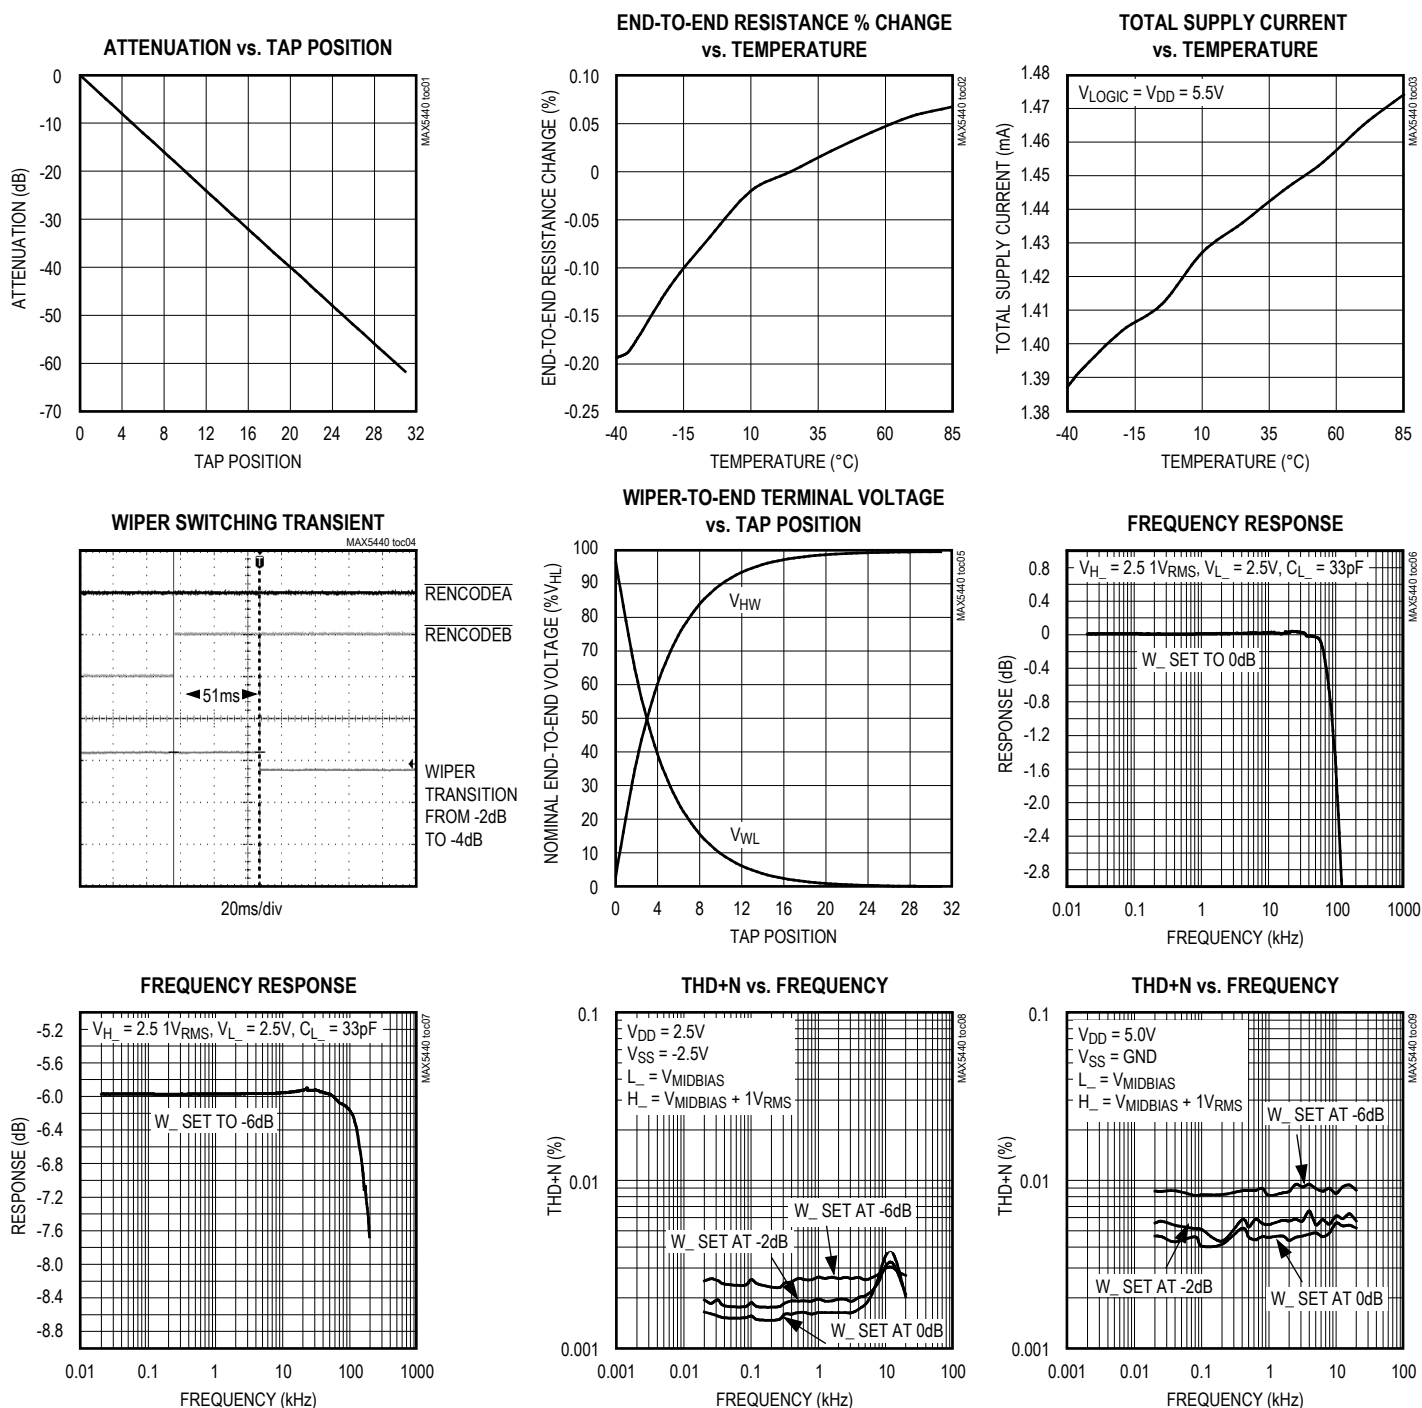 ATTENUATION vs. TAP POSITION
0
-10
-20
-30
-40
-50
-60
-70
ATTENUATION (dB)
0 4 8 12 16 20 24 28 32
TAP POSITION
MAX5440 toc01
END-TO-END RESISTANCE % CHANGE
vs. TEMPERATURE
0.10
0.05
0
-0.05
-0.10
-0.15
-0.20
-0.25
END-TO-END RESISTANCE CHANGE (%)
-40 -15 10 35 60 85
TEMPERATURE (°C)
MAX5440 toc02
TOTAL SUPPLY CURRENT
vs. TEMPERATURE
1.48
1.47
1.46
1.45
1.44
1.43
1.42
1.41
1.40
1.39
1.38
TOTAL SUPPLY CURRENT (mA)
VLOGIC = VDD = 5.5V
-40 -15 10 35 60 85
TEMPERATURE (°C)
MAX5440 toc03
WIPER SWITCHING TRANSIENT
MAX5440 toc04
T
RENCODEA
RENCODEB
51ms
WIPER
TRANSITION
FROM -2dB
TO -4dB
20ms/div
WIPER-TO-END TERMINAL VOLTAGE
vs. TAP POSITION
100
90
80
70
60
50
40
30
20
10
0
NOMINAL END-TO-END VOLTAGE (%VHL)
VHW
VWL
0 4 8 12 16 20 24 28 32
TAP POSITION
MAX5440 toc05
FREQUENCY RESPONSE
0.8
0.4
0
-0.4
-0.8
-1.2
-1.6
-2.0
-2.4
-2.8
RESPONSE (dB)
VH_ = 2.5 1VRMS, VL_ = 2.5V, CL_ = 33pF
W_ SET TO 0dB
0.01 0.1 1 10 100 1000
FREQUENCY (kHz)
MAX5440 toc06
FREQUENCY RESPONSE
-5.2
-5.6
-6.0
-6.4
-6.8
-7.2
-7.6
-8.0
-8.4
-8.8
RESPONSE (dB)
VH_ = 2.5 1VRMS, VL_ = 2.5V, CL_ = 33pF
W_ SET TO -6dB
0.01 0.1 1 10 100 1000
FREQUENCY (kHz)
MAX5440 toc07
THD+N vs. FREQUENCY
0.1
0.01
0.001
THD+N (%)
VDD = 2.5V
VSS = -2.5V
L_ = VMIDBIAS
H_ = VMIDBIAS + 1VRMS
W_ SET AT -6dB
W_ SET AT -2dB
W_ SET AT 0dB
0.001 0.01 0.1 1 10 100
FREQUENCY (kHz)
MAX5440 toc08
THD+N vs. FREQUENCY
0.1
0.01
0.001
THD+N (%)
VDD = 5.0V
VSS = GND
L_ = VMIDBIAS
H_ = VMIDBIAS + 1VRMS
W_ SET AT -6dB
W_ SET AT -2dB
W_ SET AT 0dB
0.001 0.01 0.1 1 10 100
FREQUENCY (kHz)
MAX5440 toc09